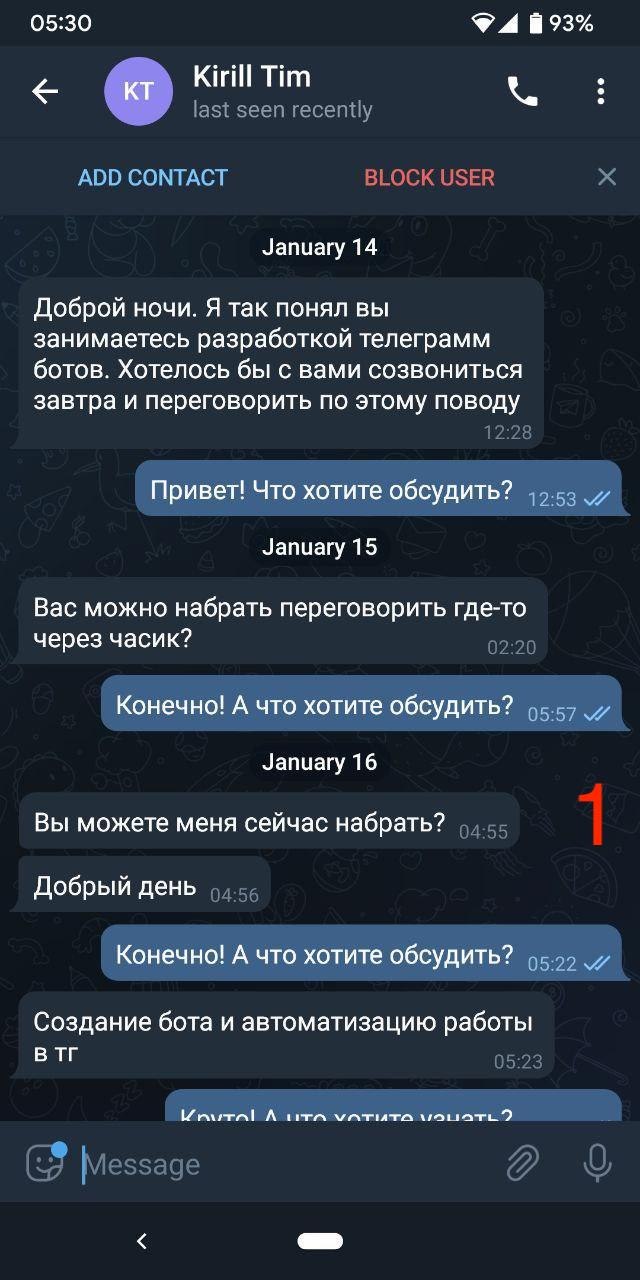 05:30
93%
KT
Kirill Tim
last seen recently
ADD CONTACT
BLOCK USER
January 14
Доброй ночи. Я так понял вы
занимаетесь разработкой телеграмм
ботов. Хотелось бы с вами созвониться
завтра и переговорить по этому поводу
12:28
Привет! Что хотите обсудить?
12:53
January 15
Вас можно набрать переговорить где-то
через часик?
02:20
Конечно! А что хотите обсудить?
05:57
January 16
1
Вы можете меня сейчас набрать?
04:55
Добрый день
04:56
Конечно! А что хотите обсудить?
05:22
Создание бота и автоматизацию работы
в тг
05:23
Круто! А что хотите узнать?
Message